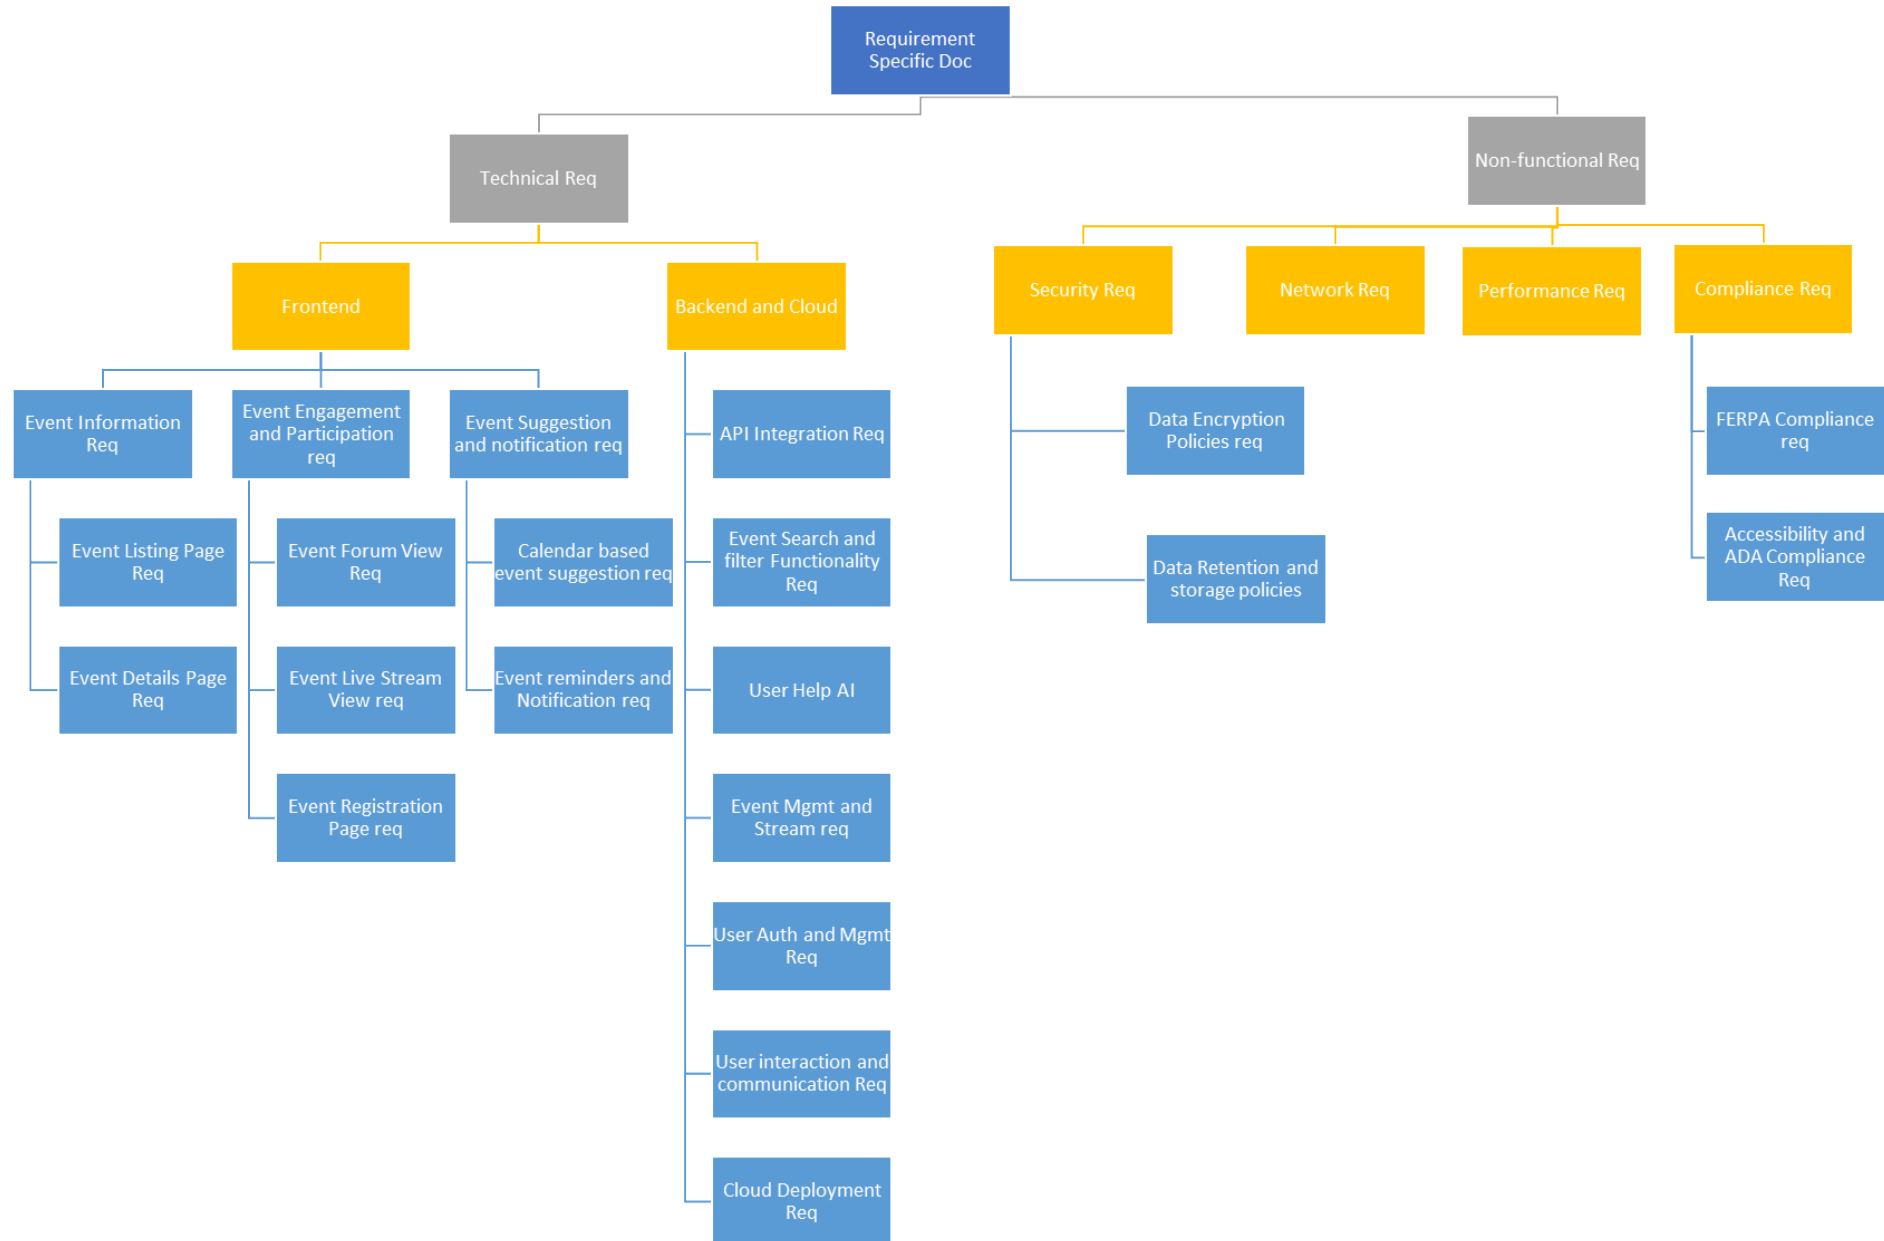 Requirement
Specific Doc
Technical Req
Non-functional Req
Frontend
Backend and Cloud
Security Req
Network Req
Performance Req
Compliance Req
Event Information
Req
Event Engagement
and Participation
req
Event Suggestion
and notification req
Event Listing Page
Req
Event Details Page
Req
Event Forum View
Req
Event Live Stream
View req
Event Registration
Page req
Calendar based
event suggestion req
Event reminders and
Notification req
API Integration Req
Event Search and
filter Functionality
Req
User Help AI
Event Mgmt and
Stream req
User Auth and Mgmt
Req
User interaction and
communication Req
Cloud Deployment
Req
Data Encryption
Policies req
Data Retention and
storage policies
FERPA Compliance
req
Accessibility and
ADA Compliance
Req